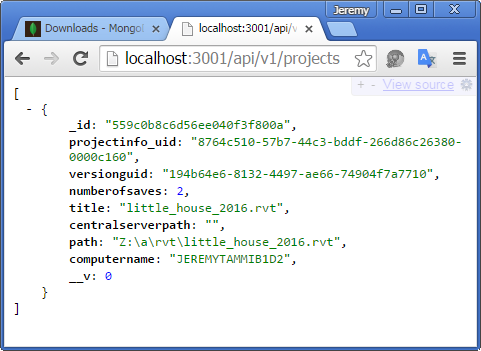 Jeremy
Downloads - Mongol
localhost:3001/api/v
localhost:3001/api/v1/projects
+ - View source
[
- {
_id: "559c0b8c6d56ee040f3f800a",
projectinfo_uid: "8764c510-57b7-44c3-bddf-266d86c26380-
0000c160",
versionguid: "194b64e6-8132-4497-ae66-74904f7a7710",
numberofsaves: 2,
title: "little_house_2016.rvt",
centralserverpath: "",
path: "Z:\a\rvt\little_house_2016.rvt",
computername: "JEREMYTAMMIB1D2",
__v: 0
}
]